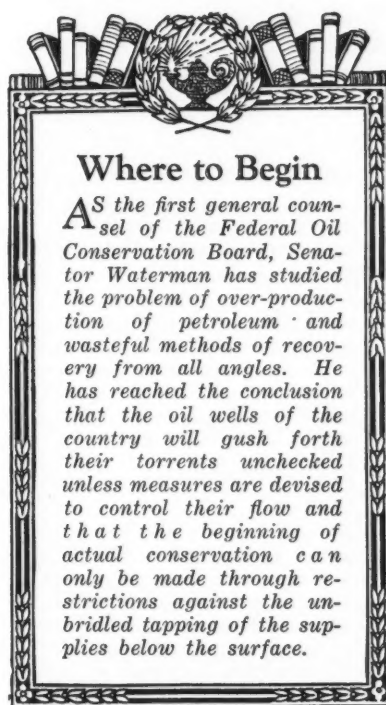 Where to Begin
AS the first general coun-
sel of the Federal Oil
Conservation Board, Sena-
tor Waterman has studied
the problem of over-produc-
tion of petroleum and
wasteful methods of recov-
ery from all angles. He
has reached the conclusion
that the oil wells of the
country will gush forth
their torrents unchecked
unless measures are devised
to control their flow and
that the beginning of
actual conservation can
only be made through re-
strictions against the un-
bridled tapping of the sup-
plies below the surface.